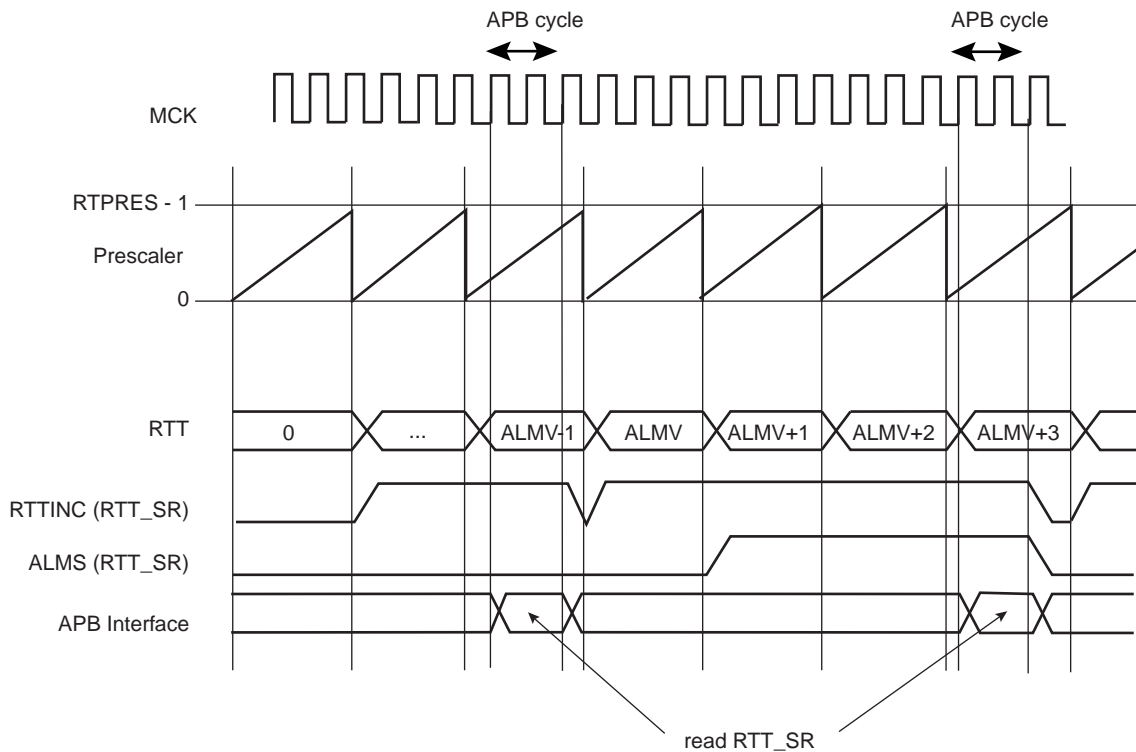 APB cycle APB cycle
MCK
RTPRES - 1
Prescaler
0
RTT 0 ... ALMV-1 ALMV ALMV+1 ALMV+2 ALMV+3
RTTINC (RTT_SR)
ALMS (RTT_SR)
APB Interface
read RTT_SR